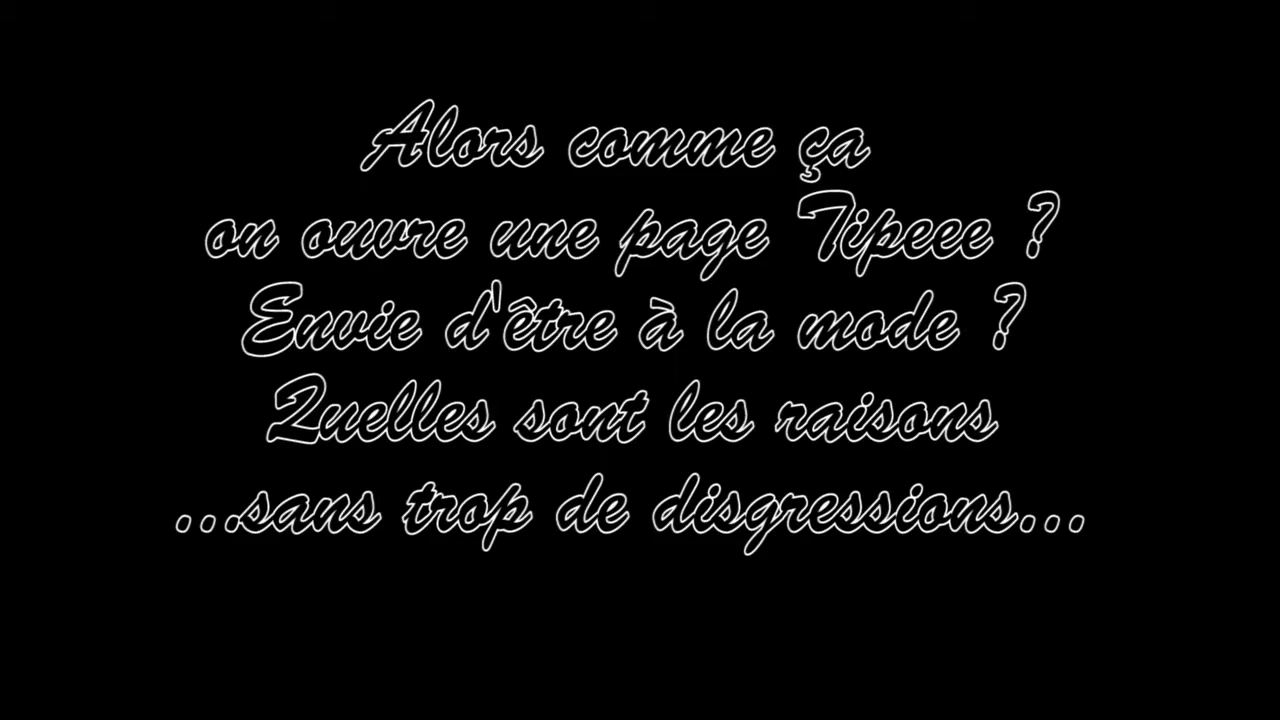 Alors comme ça
on ouvre une page Tipeee ?
Envie d'être à la mode ?
Quelles sont les raisons
...sans trop de disgressions...